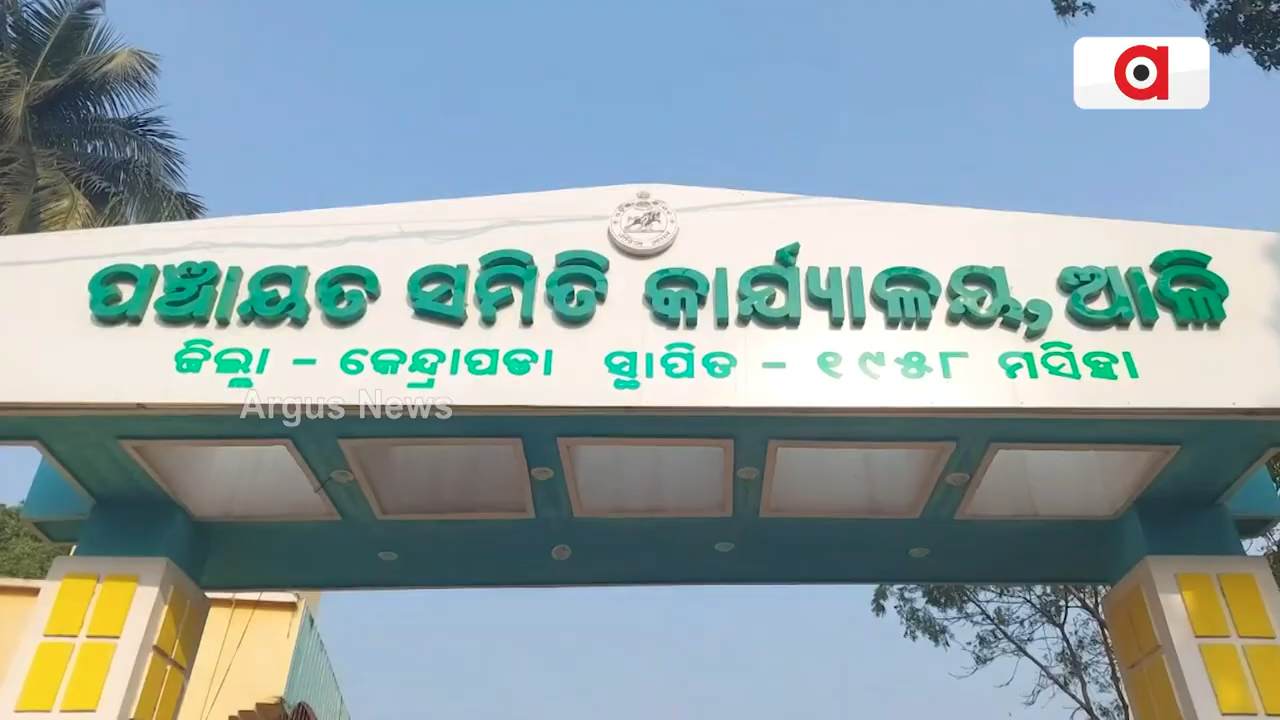 ପଞ୍ଚାୟତ ସମିତି କାର୍ଯ୍ୟାଳୟ, ଆଳି
ଜିଲ୍ଲା - କେନ୍ଦ୍ରାପଡା ସ୍ଥାପିତ - ୧୯୫୮ ମସିହା
Argus News